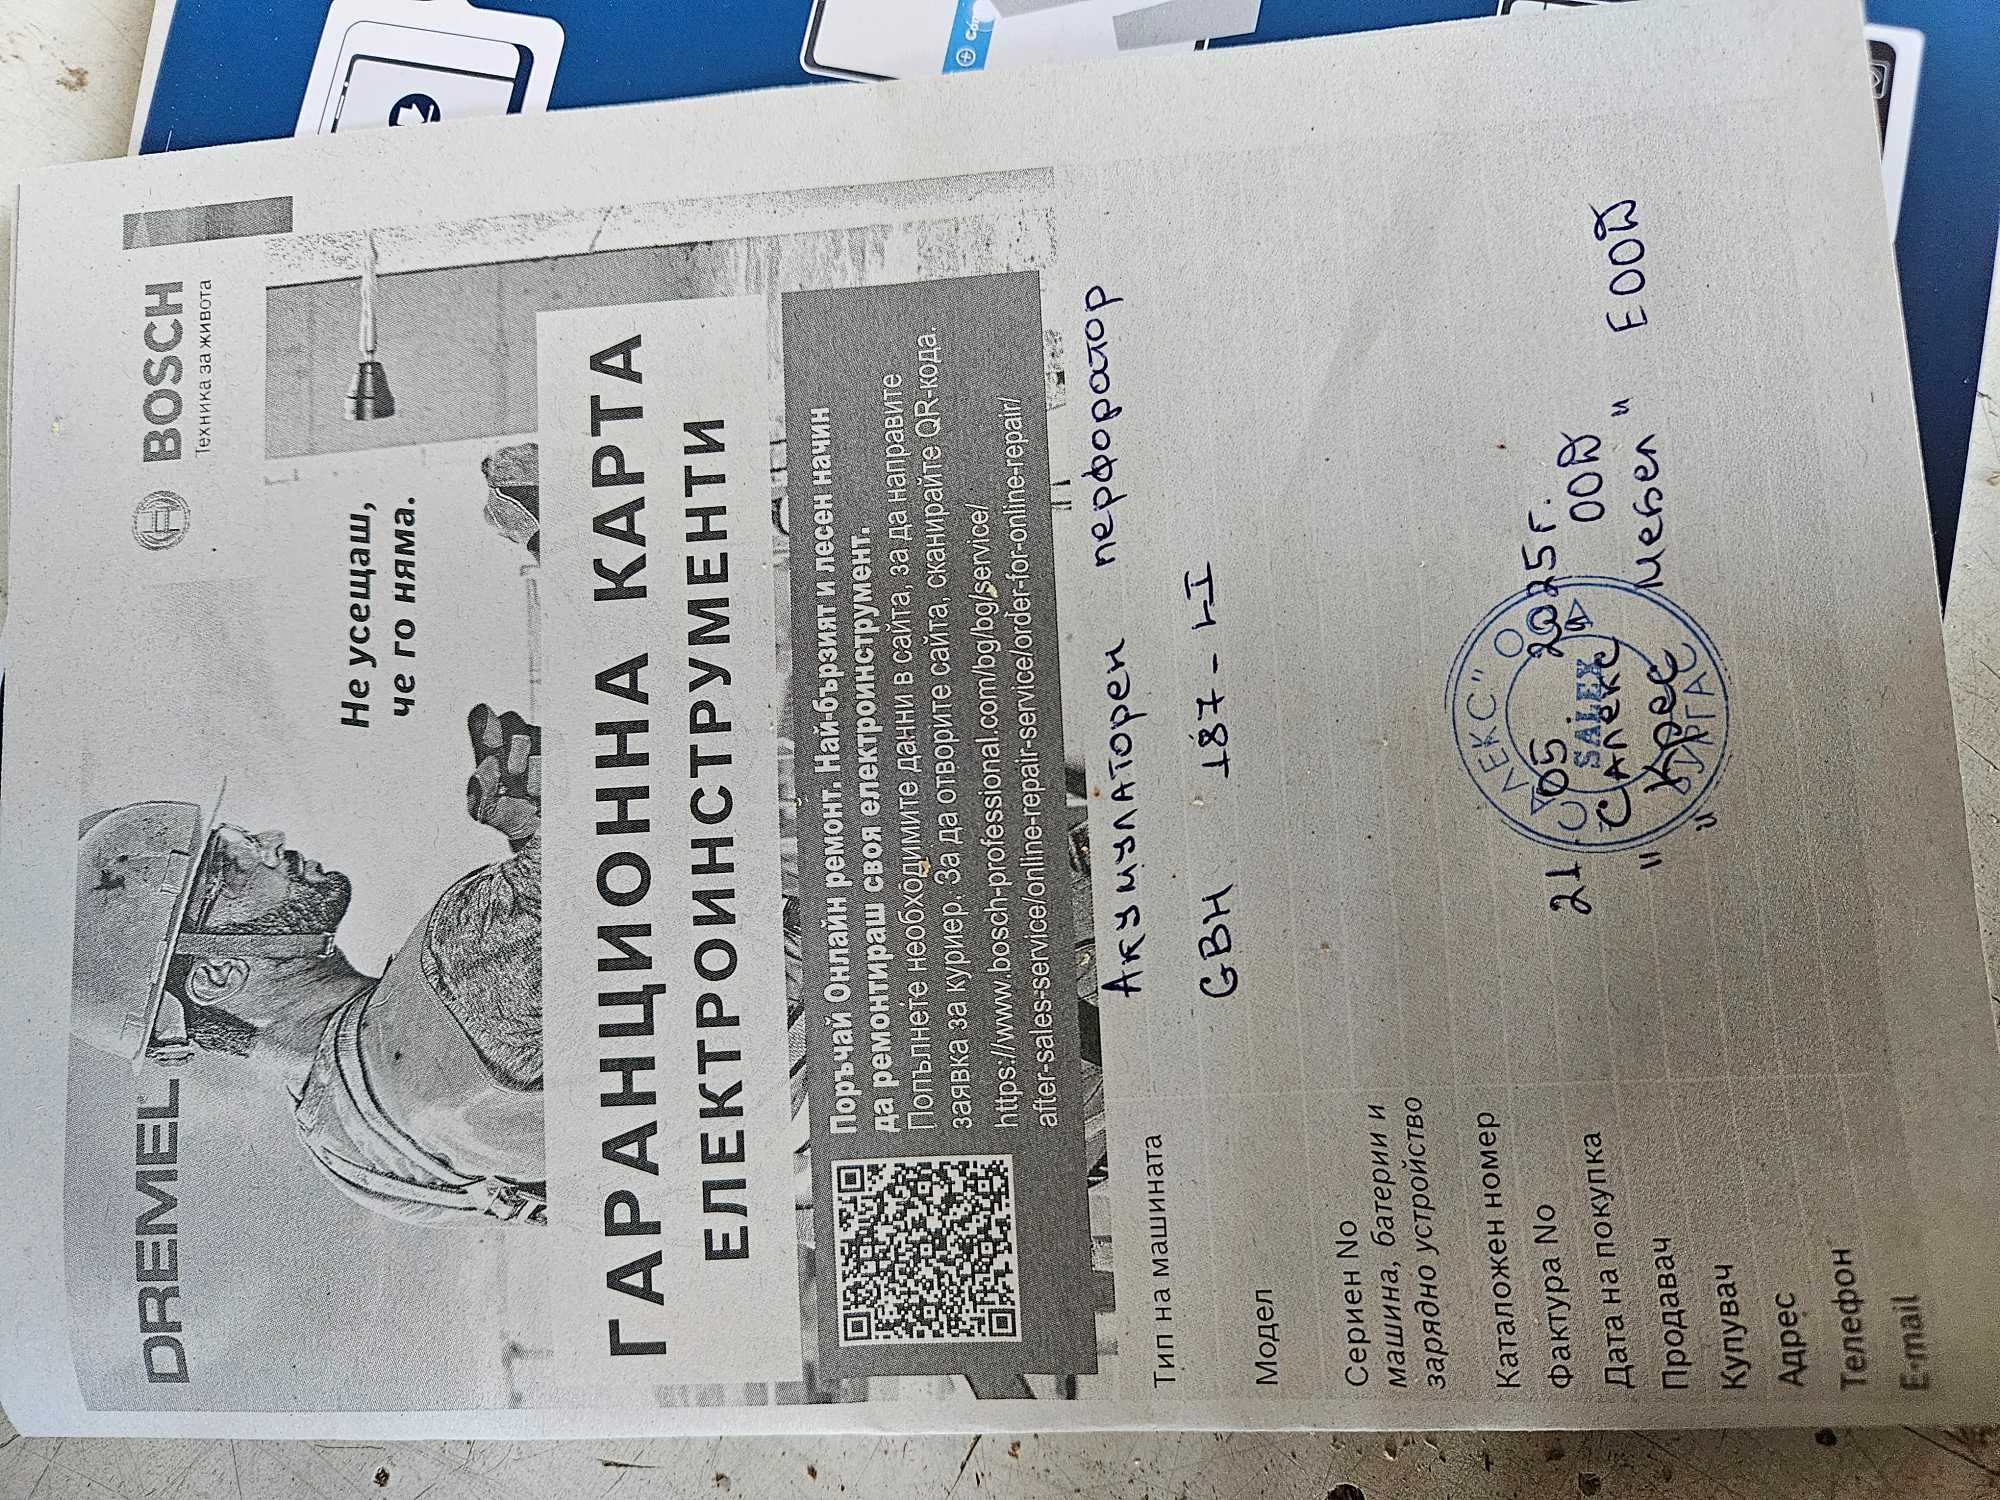 DREMEL
BOSCH
Техника за живота
Не усещаш,
че го няма.
ГАРАНЦИОННА КАРТА
ЕЛЕКТРОИНСТРУМЕНТИ
Поръчай Онлайн ремонт. Най-бързият и лесен начин
да ремонтираш своя електроинструмент.
Попълнете необходимите данни в сайта, за да направите
заявка за куриер. За да отворите сайта, сканирайте QR-кода.
https://www.bosch-professional.com/bg/bg/service/
after-sales-service/online-repair-service/order-for-online-repair/
Тип на машината Акумулаторен перфоратор
Модел GBH 187-LI
Сериен No
машина, батерии и
зарядно устройство
Каталожен номер
Фактура No
Дата на покупка 21.05.2025г.
Продавач Салекс ООД
Купувач " Крес Мебел " ЕООД
Адрес
Телефон
E-mail
"САЛЕКС" ООД
SALEX
БУРГАС